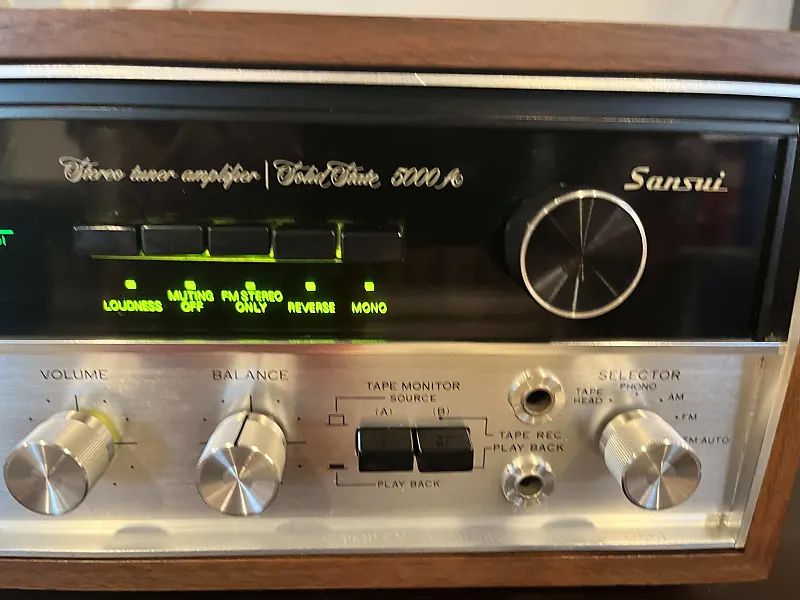 Stereo tuner amplifier | Solid State 5000A
Sansui
LOUDNESS
MUTING
OFF
FM STEREO
ONLY
REVERSE
MONO
VOLUME
BALANCE
TAPE MONITOR
SOURCE
(A)
(B)
TAPE REC.
PLAY BACK
PLAY BACK
SELECTOR
TAPE
HEAD
PHONO
AM
FM
FM AUTO